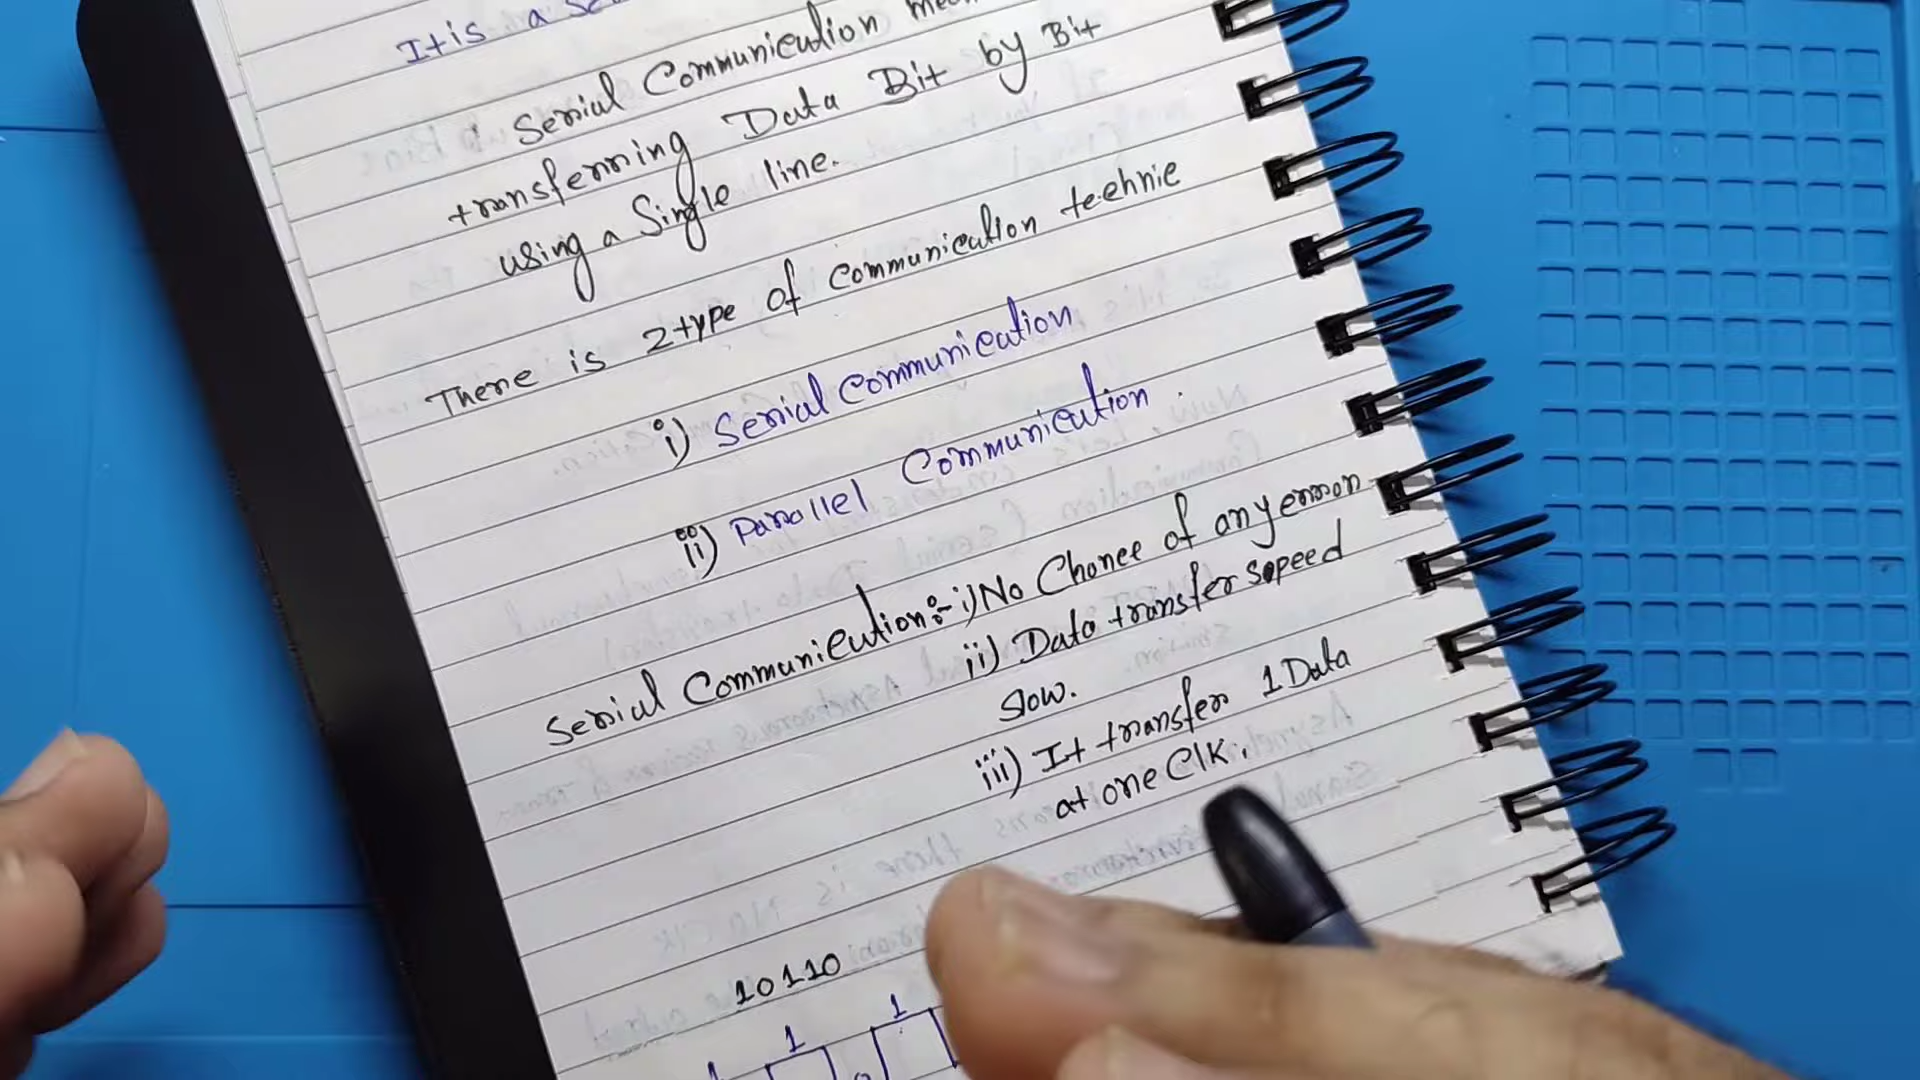 It is a
Serial Communication
transferring Data Bit by Bit
using a Single line.
There is 2 type of Communication technie
i) Serial Communication
ii) Parallel Communication
Serial Communication:- i) No Chance of any error
ii) Data transfer speed
slow.
iii) It transfer 1 Data
at one Clk.
10110
1 1